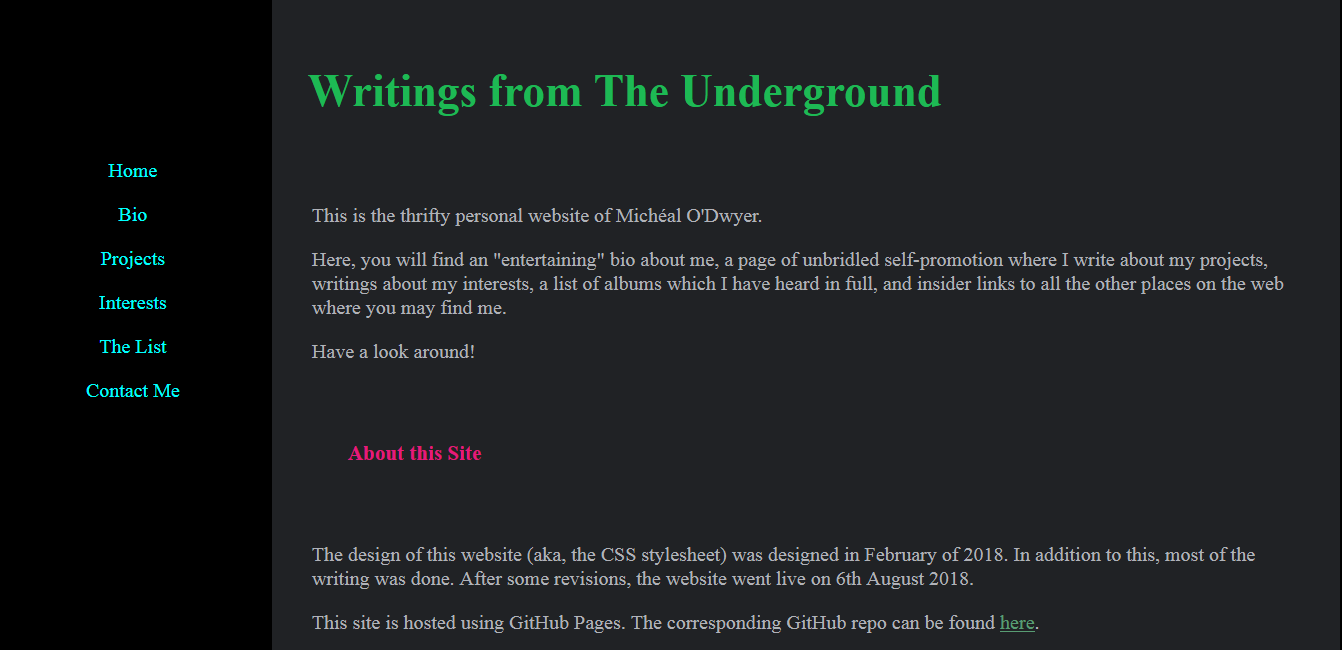 Writings from The Underground
Home
Bio
Projects
Interests
The List
Contact Me
This is the thrifty personal website of Michéal O'Dwyer.
Here, you will find an "entertaining" bio about me, a page of unbridled self-promotion where I write about my projects,
writings about my interests, a list of albums which I have heard in full, and insider links to all the other places on the web
where you may find me.
Have a look around!
About this Site
The design of this website (aka, the CSS stylesheet) was designed in February of 2018. In addition to this, most of the
writing was done. After some revisions, the website went live on 6th August 2018.
This site is hosted using GitHub Pages. The corresponding GitHub repo can be found here.